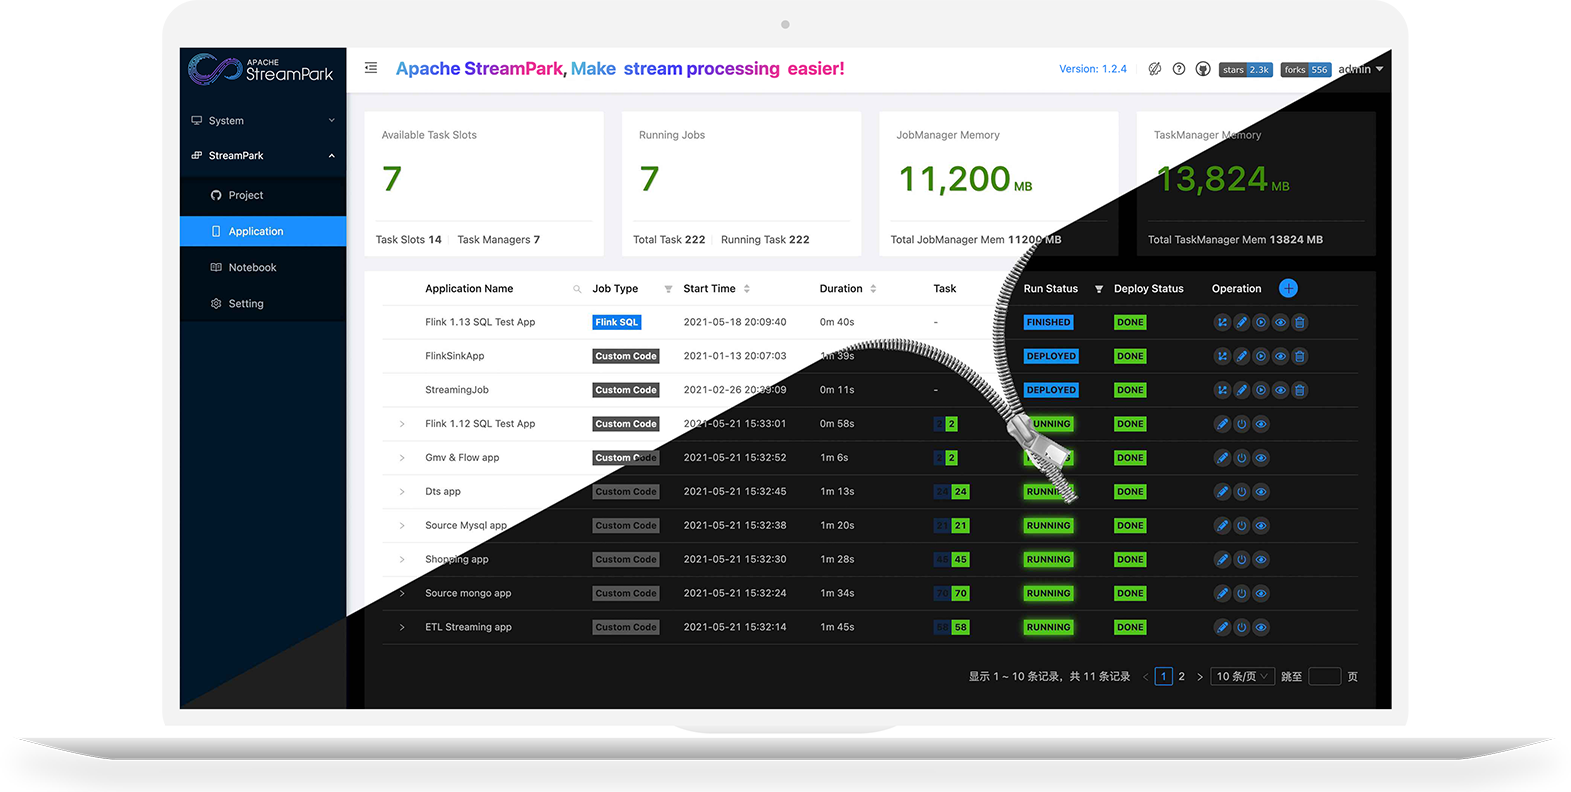 APACHE
StreamPark
Apache StreamPark, Make stream processing easier!
Version: 1.2.4
stars 2.3k
forks 556
admin
System
StreamPark
Project
Application
Notebook
Setting
Available Task Slots
7
Task Slots 14 Task Managers 7
Running Jobs
7
Total Task 222 Running Task 222
JobManager Memory
11,200 MB
Total JobManager Mem 11200 MB
TaskManager Memory
13,824 MB
Total TaskManager Mem 13824 MB
Application Name Job Type Start Time Duration Task Run Status Deploy Status Operation
Flink 1.13 SQL Test App Flink SQL 2021-05-18 20:09:40 0m 40s - FINISHED DONE
FlinkSinkApp Custom Code 2021-01-13 20:07:03 1m 39s DEPLOYED DONE
StreamingJob Custom Code 2021-02-26 20:39:09 0m 11s - DEPLOYED DONE
Flink 1.12 SQL Test App Custom Code 2021-05-21 15:33:01 0m 58s 2 RUNNING DONE
Gmv & Flow app Custom Code 2021-05-21 15:32:52 1m 6s 2 DONE
Dts app Custom Code 2021-05-21 15:32:45 1m 13s 24 24 RUNNING DONE
Source Mysql app Custom Code 2021-05-21 15:32:38 1m 20s 21 21 RUNNING DONE
Shopping app Custom Code 2021-05-21 15:32:30 1m 28s 45 45 RUNNING DONE
Source mongo app Custom Code 2021-05-21 15:32:24 1m 34s 70 70 RUNNING DONE
ETL Streaming app Custom Code 2021-05-21 15:32:14 1m 45s 58 58 RUNNING DONE
显示 1 ~ 10 条记录，共 11 条记录 < 1 2 > 10 条/页 跳至 页